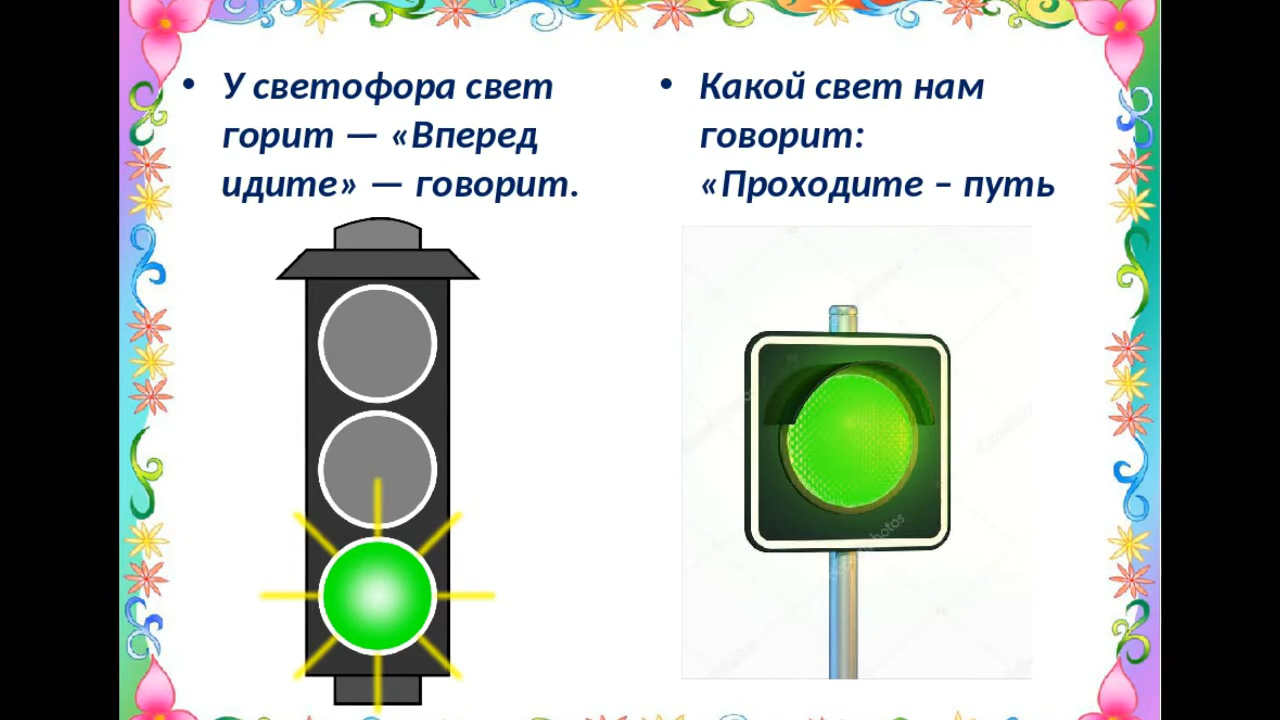 • У светофора свет
горит — «Вперед
идите» — говорит.
• Какой свет нам
говорит:
«Проходите – путь